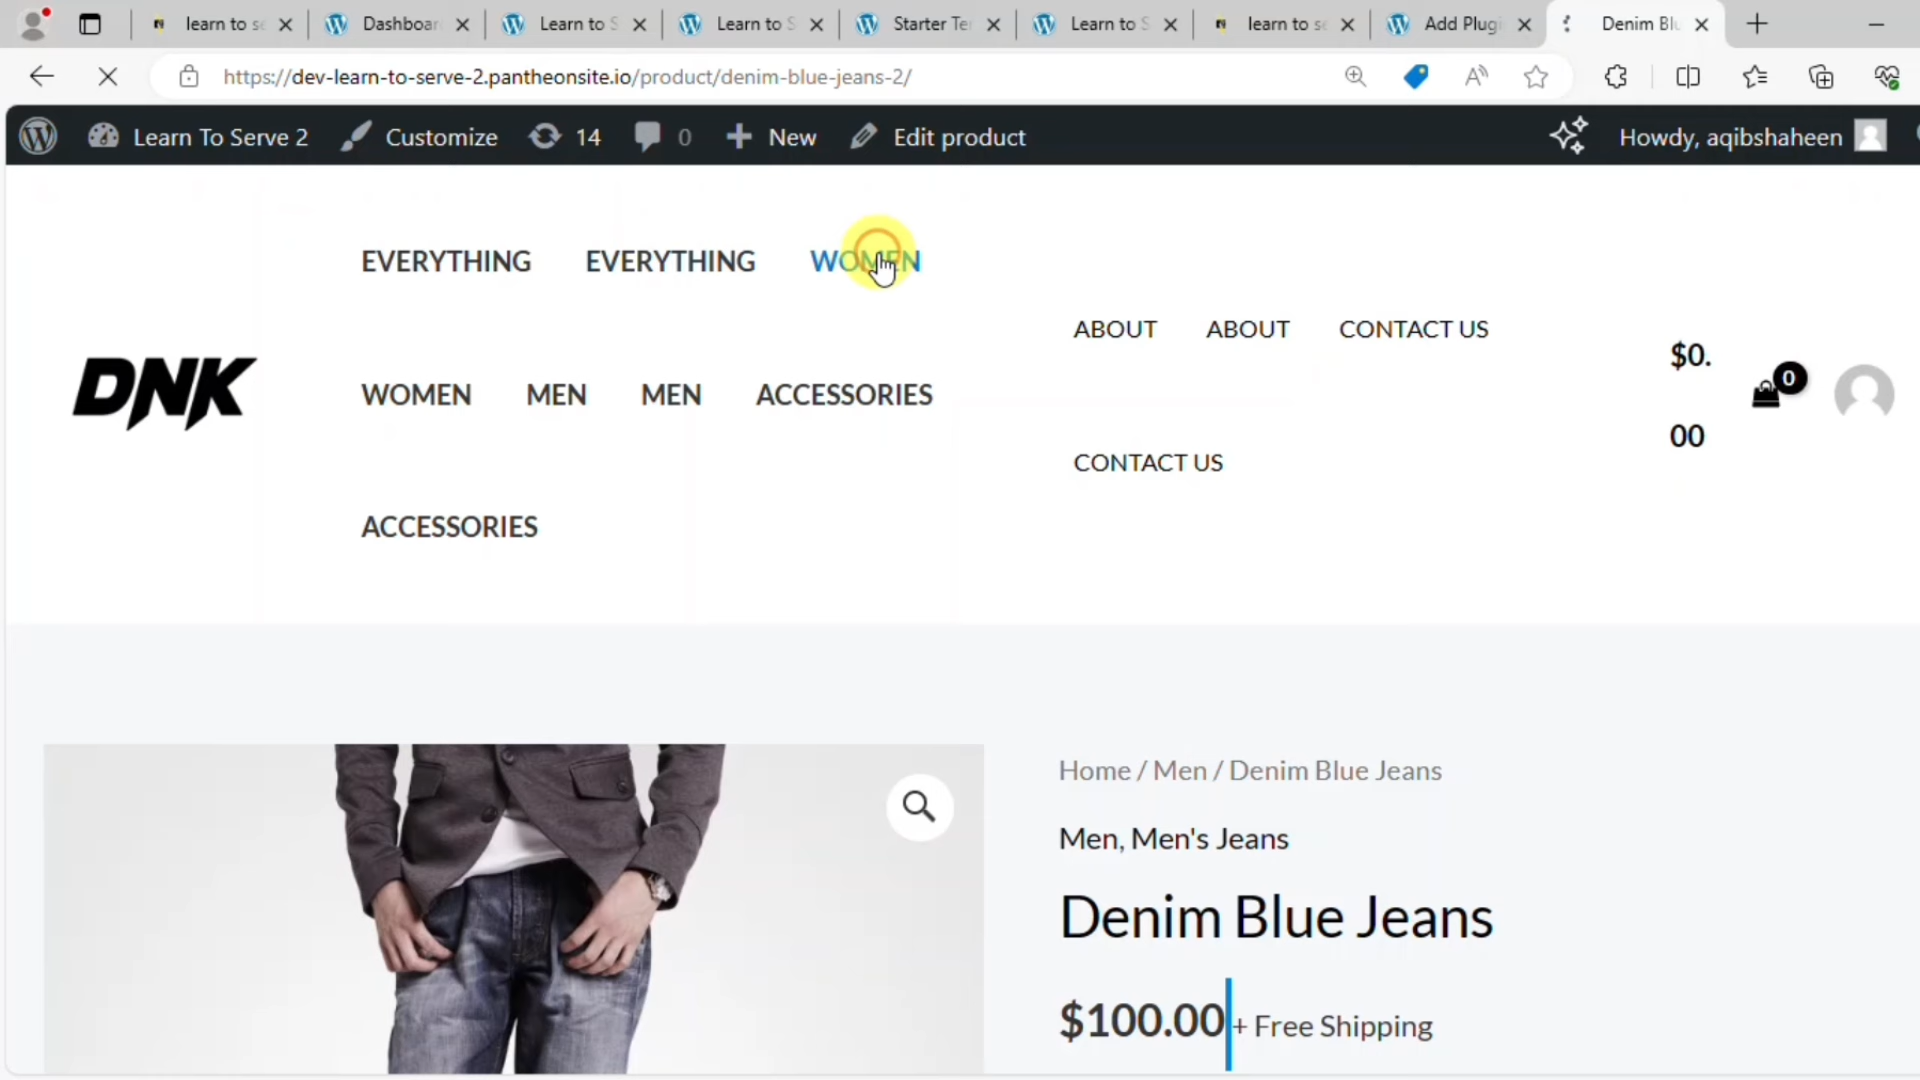 learn to se
Dashboar
Learn to S
Learn to S
Starter Te
Learn to S
learn to se
Add Plugi
Denim Blu
https://dev-learn-to-serve-2.pantheonsite.io/product/denim-blue-jeans-2/
Learn To Serve 2
Customize
14
0
New
Edit product
Howdy, aqibshaheen
EVERYTHING EVERYTHING WOMEN
WOMEN MEN MEN ACCESSORIES
ACCESSORIES
DNK
ABOUT ABOUT CONTACT US
CONTACT US
$0.
00
0
Home / Men / Denim Blue Jeans
Men, Men's Jeans
Denim Blue Jeans
$100.00 + Free Shipping